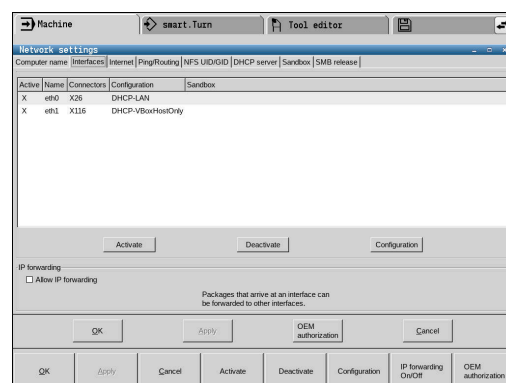 Machine smart.Turn Tool editor
Network settings
Computer name Interfaces Internet Ping/Routing NFS UID/GID DHCP server Sandbox SMB release
Active Name Connectors Configuration Sandbox
X eth0 X26 DHCP-LAN
X eth1 X116 DHCP-VBoxHostOnly
Activate Deactivate Configuration
IP forwarding
Allow IP forwarding
Packages that arrive at an interface can
be forwarded to other interfaces.
OK Apply OEM authorization Cancel
OK Apply Cancel Activate Deactivate Configuration IP forwarding On/Off OEM authorization